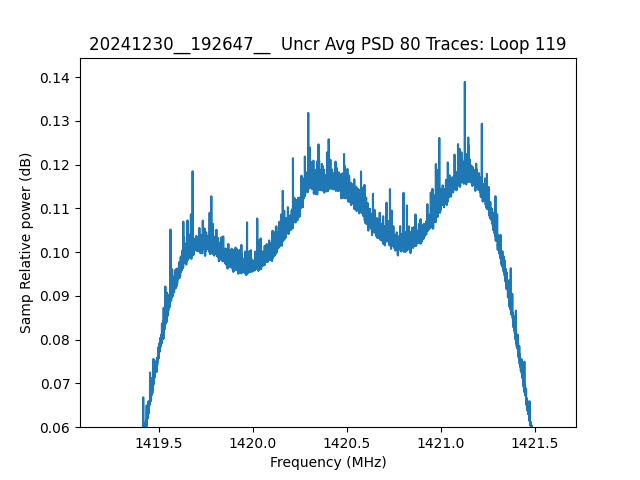 20241230__192647__  Uncr Avg PSD 80 Traces: Loop 119
Samp Relative power (dB)
0.14
0.13
0.12
0.11
0.10
0.09
0.08
0.07
0.06
1419.5 1420.0 1420.5 1421.0 1421.5
Frequency (MHz)